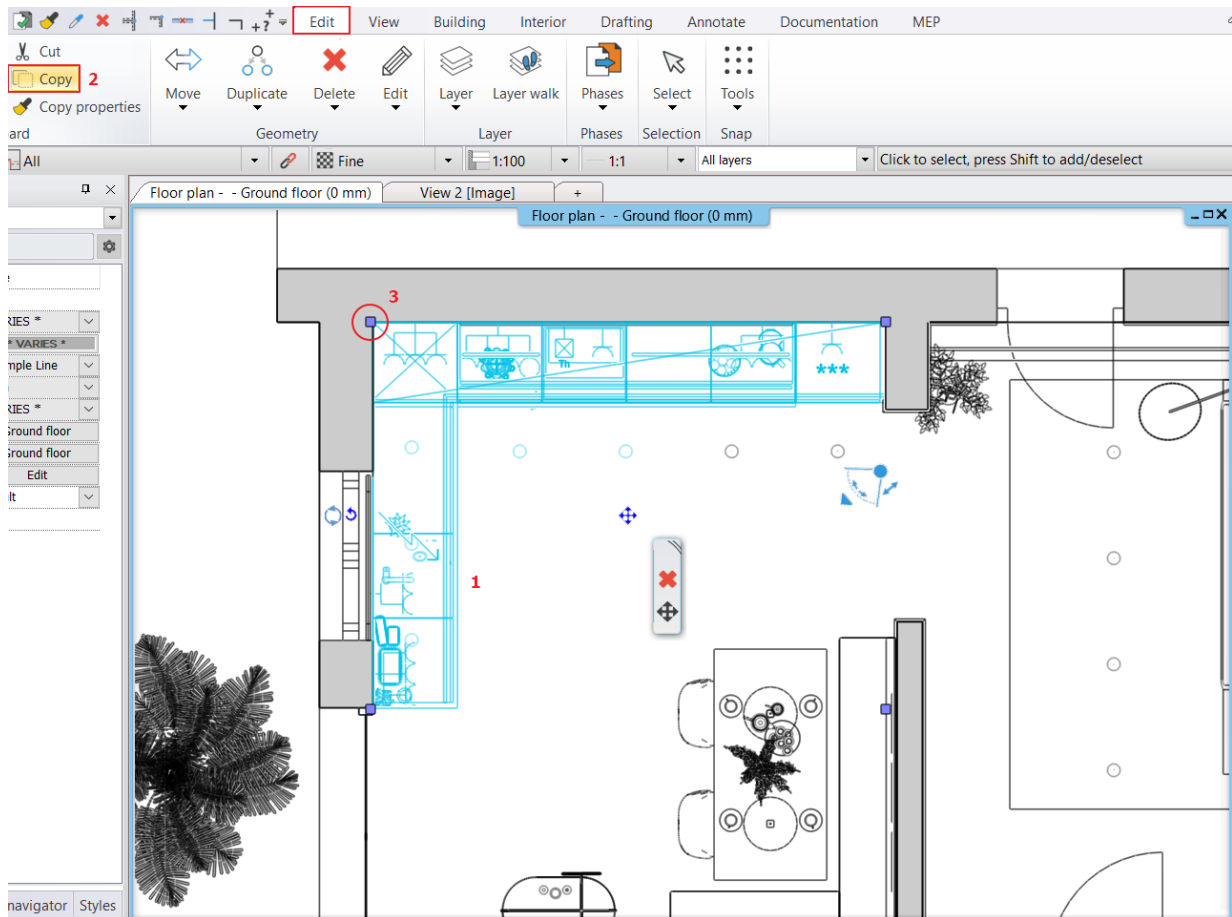 Edit View Building Interior Drafting Annotate Documentation MEP
Cut
Copy 2
Copy properties
Move Duplicate Delete Edit Layer Layer walk Phases Select Tools
ard Geometry Layer Phases Selection Snap
All Fine 1:100 1:1 All layers Click to select, press Shift to add/deselect
Floor plan - - Ground floor (0 mm) View 2 [Image] +
Floor plan - - Ground floor (0 mm)
3
RIES *
* VARIES *
mple Line
RIES *
Ground floor
Ground floor
Edit
lt
Th
***
1
navigator Styles